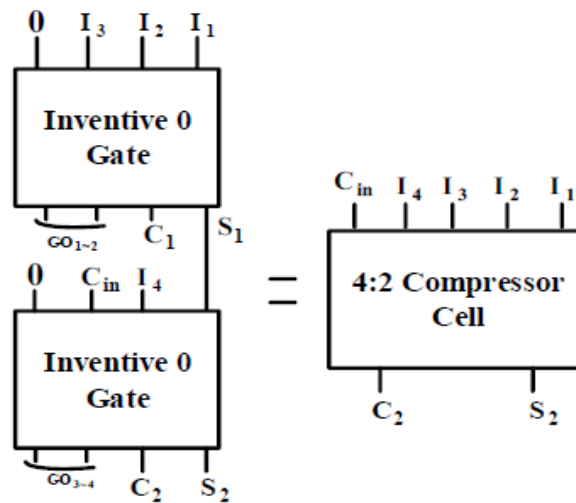 0 I₃ I₂ I₁
Inventive 0
Gate
GO₁~₂ C₁ S₁
0 Cᵢₙ I₄
Inventive 0
Gate
GO₃~₄ C₂ S₂
=
Cᵢₙ I₄ I₃ I₂ I₁
4:2 Compressor
Cell
C₂ S₂